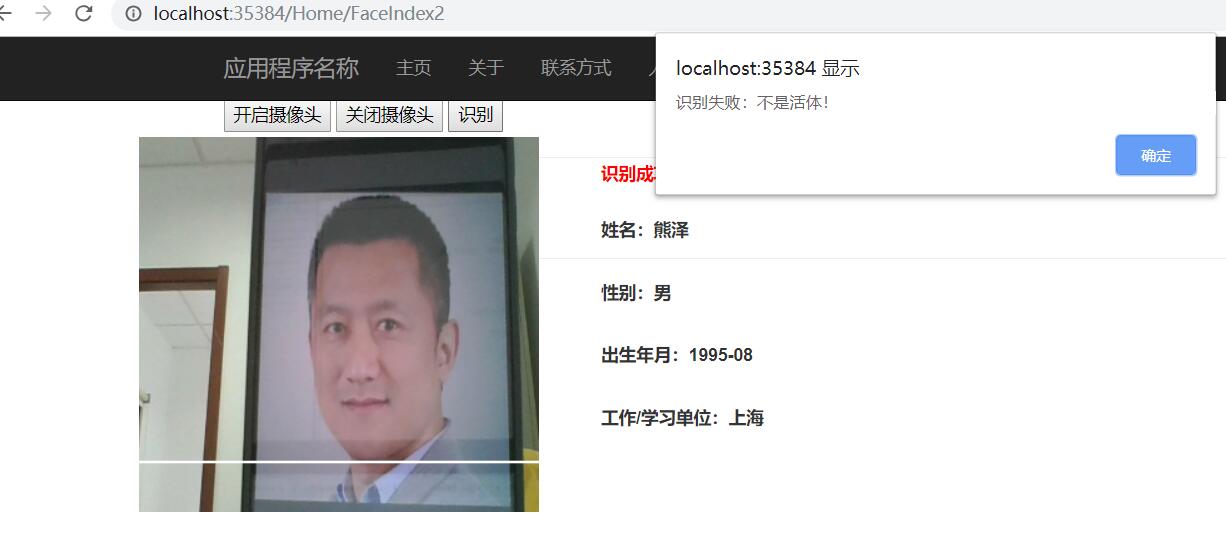 localhost:35384/Home/FaceIndex2
应用程序名称 主页 关于 联系方式
localhost:35384 显示
识别失败：不是活体！
确定
开启摄像头 关闭摄像头 识别
识别成
姓名：熊泽
性别：男
出生年月：1995-08
工作/学习单位：上海